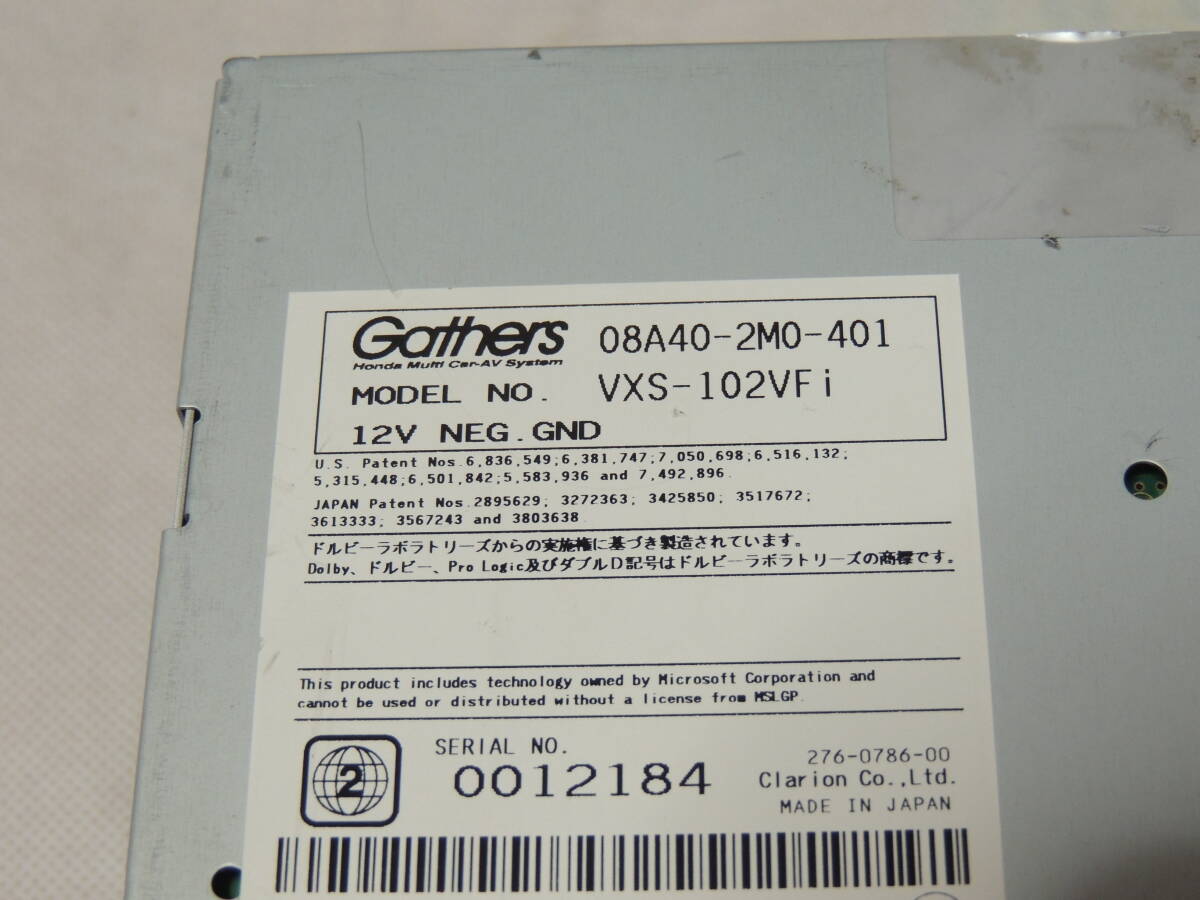 Gathers 08A40-2M0-401
Honda Multi Car-AV System
MODEL NO. VXS-102VFi
12V NEG.GND
U.S. Patent Nos.6,836,549;6,381,747;7,050,698;6,516,132;
5,315,448;6,501,842;5,583,936 and 7,492,896.
JAPAN Patent Nos.2895629; 3272363; 3425850; 3517672;
3613333; 3567243 and 3803638
ドルビーラボラトリーズからの実施権に基づき製造されています。
Dolby、ドルビー、Pro Logic及びダブルD記号はドルビーラボラトリーズの商標です。
This product includes technology owned by Microsoft Corporation and
cannot be used or distributed without a license from MSLGP.
2
SERIAL NO.
0012184
276-0786-00
Clarion Co.,Ltd.
MADE IN JAPAN